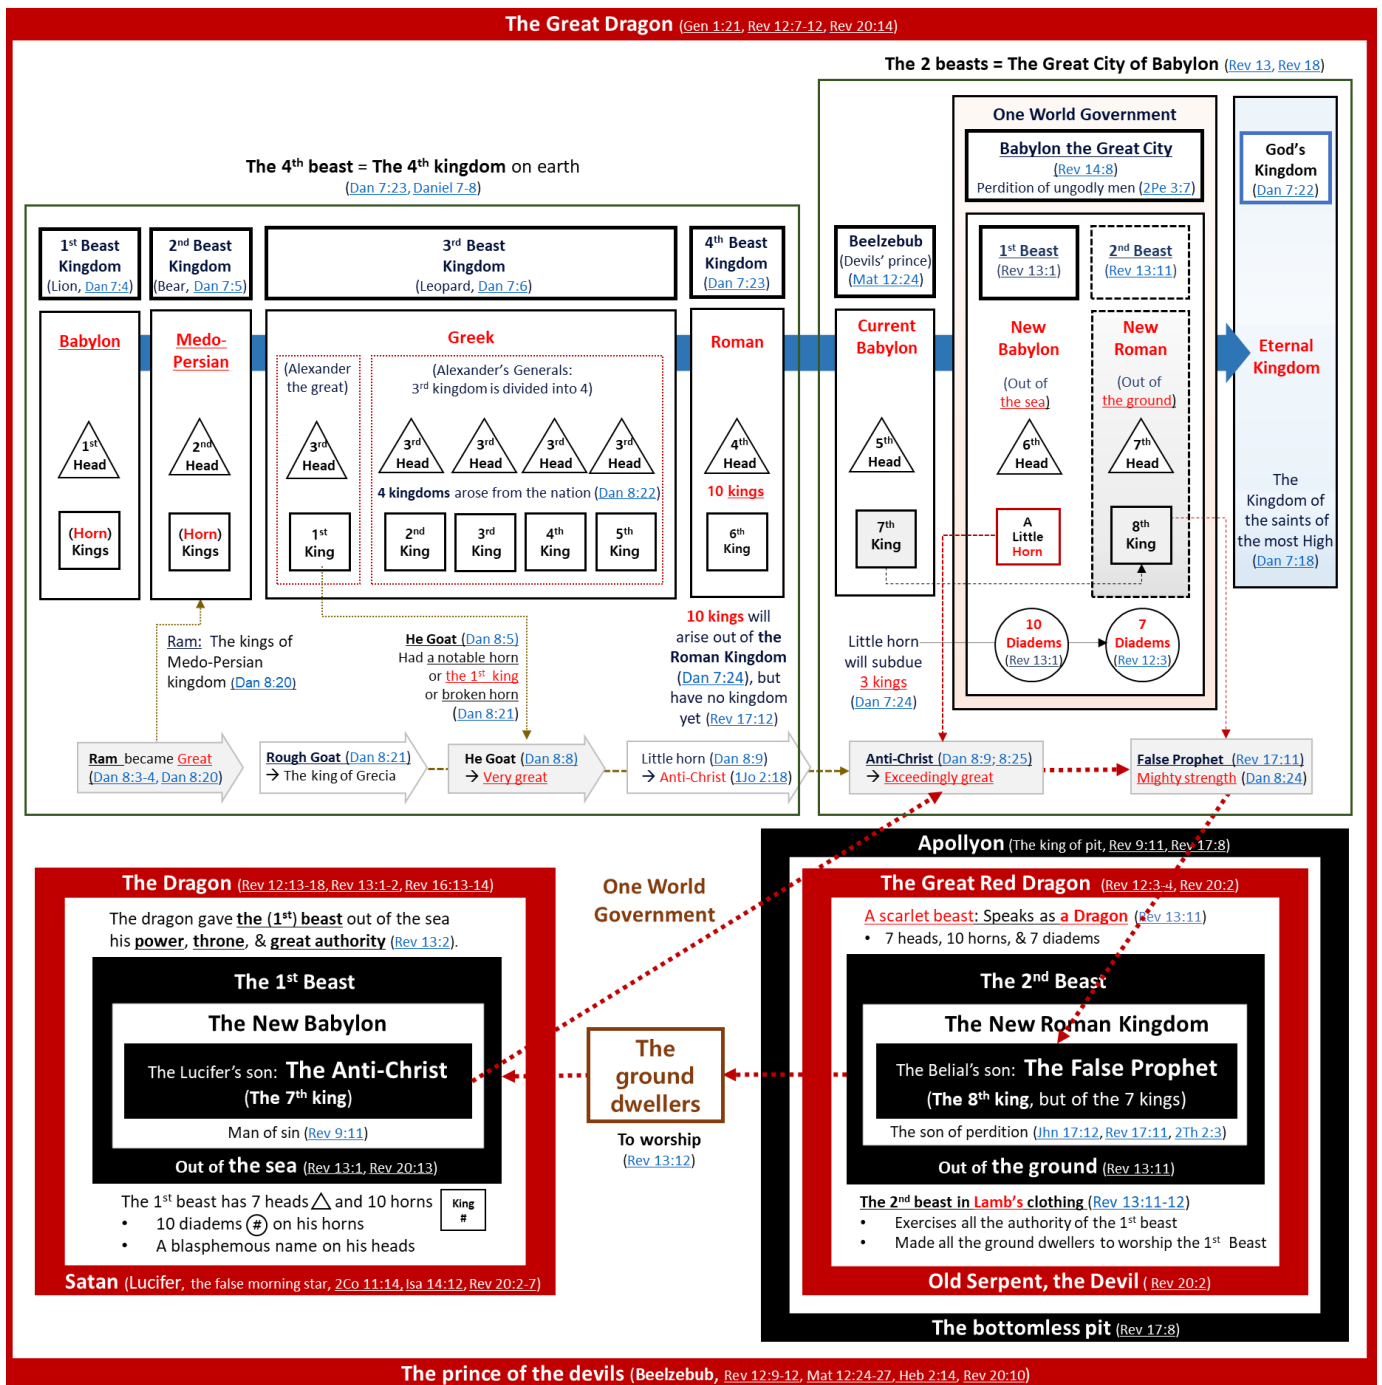 The Great Dragon (Gen 1:21, Rev 12:7-12, Rev 20:14)
The 2 beasts = The Great City of Babylon (Rev 13, Rev 18)
The 4th beast = The 4th kingdom on earth
(Dan 7:23, Daniel 7-8)
One World Government
Babylon the Great City
(Rev 14:8)
Perdition of ungodly men (2Pe 3:7)
God's
Kingdom
(Dan 7:22)
1st Beast
Kingdom
(Lion, Dan 7:4)
2nd Beast
Kingdom
(Bear, Dan 7:5)
3rd Beast
Kingdom
(Leopard, Dan 7:6)
4th Beast
Kingdom
(Dan 7:23)
Beelzebub
(Devils' prince)
(Mat 12:24)
1st Beast
(Rev 13:1)
2nd Beast
(Rev 13:11)
Babylon
Medo-
Persian
Greek
Roman
Current
Babylon
New
Babylon
New
Roman
Eternal
Kingdom
(Alexander
the great)
(Alexander's Generals:
3rd kingdom is divided into 4)
(Out of
the sea)
(Out of
the ground)
1st
Head
2nd
Head
3rd
Head
3rd
Head
3rd
Head
3rd
Head
3rd
Head
4th
Head
5th
Head
6th
Head
7th
Head
4 kingdoms arose from the nation (Dan 8:22)
10 kings
The
Kingdom of
the saints of
the most High
(Dan 7:18)
(Horn)
Kings
(Horn)
Kings
1st
King
2nd
King
3rd
King
4th
King
5th
King
6th
King
7th
King
A
Little
Horn
8th
King
Ram: The kings of
Medo-Persian
kingdom (Dan 8:20)
He Goat (Dan 8:5)
Had a notable horn
or the 1st king
or broken horn
(Dan 8:21)
10 kings will
arise out of the
Roman Kingdom
(Dan 7:24), but
have no kingdom
yet (Rev 17:12)
Little horn
will subdue
3 kings
(Dan 7:24)
10
Diadems
(Rev 13:1)
7
Diadems
(Rev 12:3)
Ram became Great
(Dan 8:3-4, Dan 8:20)
Rough Goat (Dan 8:21)
→ The king of Grecia
He Goat (Dan 8:8)
→ Very great
Little horn (Dan 8:9)
→ Anti-Christ (1Jo 2:18)
Anti-Christ (Dan 8:9; 8:25)
→ Exceedingly great
False Prophet (Rev 17:11)
Mighty strength (Dan 8:24)
Apollyon (The king of pit, Rev 9:11, Rev 17:8)
The Dragon (Rev 12:13-18, Rev 13:1-2, Rev 16:13-14)
The dragon gave the (1st) beast out of the sea
his power, throne, & great authority (Rev 13:2).
The 1st Beast
The New Babylon
The Lucifer's son: The Anti-Christ
(The 7th king)
Man of sin (Rev 9:11)
Out of the sea (Rev 13:1, Rev 20:13)
The 1st beast has 7 heads △ and 10 horns
King
#
• 10 diadems (#) on his horns
• A blasphemous name on his heads
Satan (Lucifer, the false morning star, 2Co 11:14, Isa 14:12, Rev 20:2-7)
One World
Government
The
ground
dwellers
To worship
(Rev 13:12)
The Great Red Dragon (Rev 12:3-4, Rev 20:2)
A scarlet beast: Speaks as a Dragon (Rev 13:11)
• 7 heads, 10 horns, & 7 diadems
The 2nd Beast
The New Roman Kingdom
The Belial's son: The False Prophet
(The 8th king, but of the 7 kings)
The son of perdition (Jhn 17:12, Rev 17:11, 2Th 2:3)
Out of the ground (Rev 13:11)
The 2nd beast in Lamb's clothing (Rev 13:11-12)
• Exercises all the authority of the 1st beast
• Made all the ground dwellers to worship the 1st Beast
Old Serpent, the Devil ( Rev 20:2)
The bottomless pit (Rev 17:8)
The prince of the devils (Beelzebub, Rev 12:9-12, Mat 12:24-27, Heb 2:14, Rev 20:10)